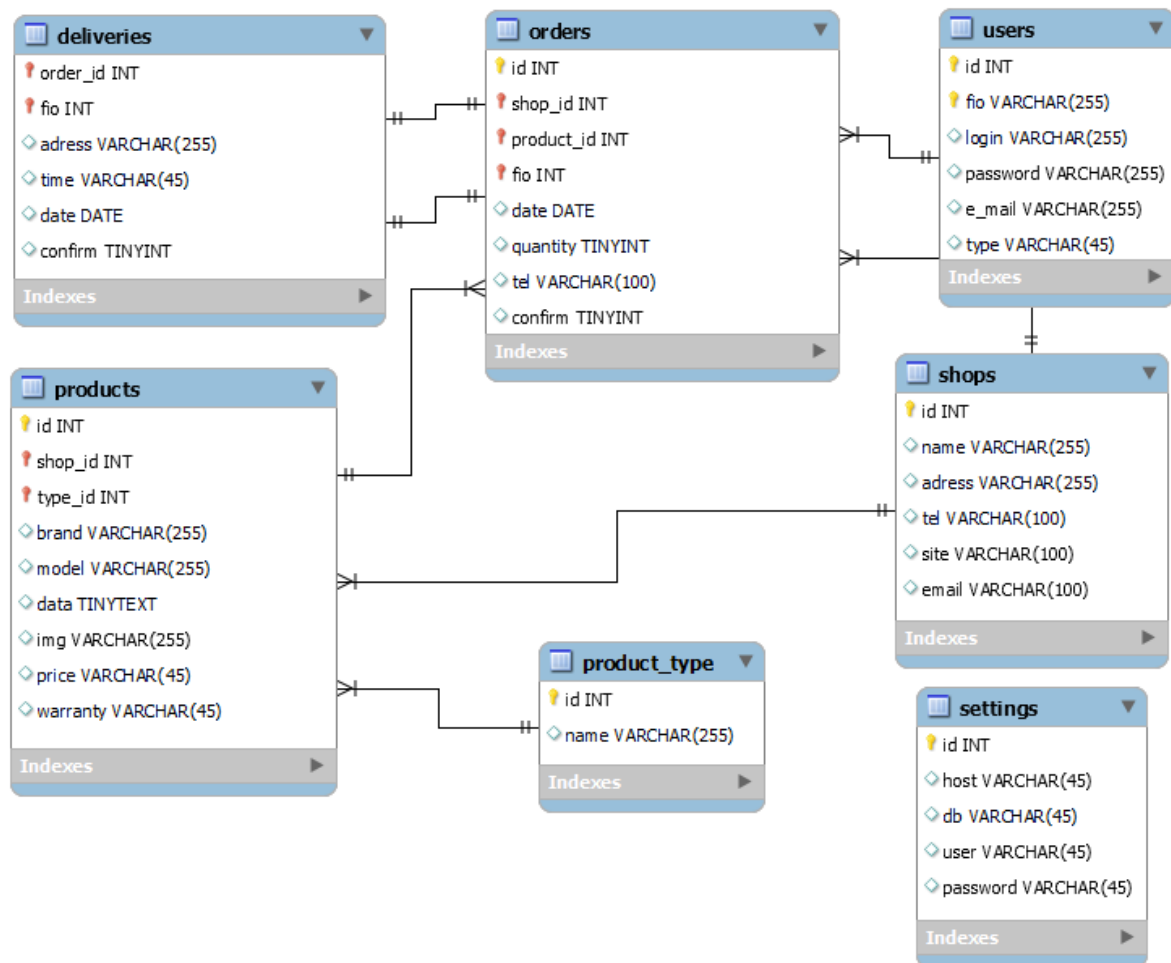 deliveries
order_id INT
fio INT
adress VARCHAR(255)
time VARCHAR(45)
date DATE
confirm TINYINT
Indexes
orders
id INT
shop_id INT
product_id INT
fio INT
date DATE
quantity TINYINT
tel VARCHAR(100)
confirm TINYINT
Indexes
users
id INT
fio VARCHAR(255)
login VARCHAR(255)
password VARCHAR(255)
e_mail VARCHAR(255)
type VARCHAR(45)
Indexes
products
id INT
shop_id INT
type_id INT
brand VARCHAR(255)
model VARCHAR(255)
data TINYTEXT
img VARCHAR(255)
price VARCHAR(45)
warranty VARCHAR(45)
Indexes
shops
id INT
name VARCHAR(255)
adress VARCHAR(255)
tel VARCHAR(100)
site VARCHAR(100)
email VARCHAR(100)
Indexes
product_type
id INT
name VARCHAR(255)
Indexes
settings
id INT
host VARCHAR(45)
db VARCHAR(45)
user VARCHAR(45)
password VARCHAR(45)
Indexes